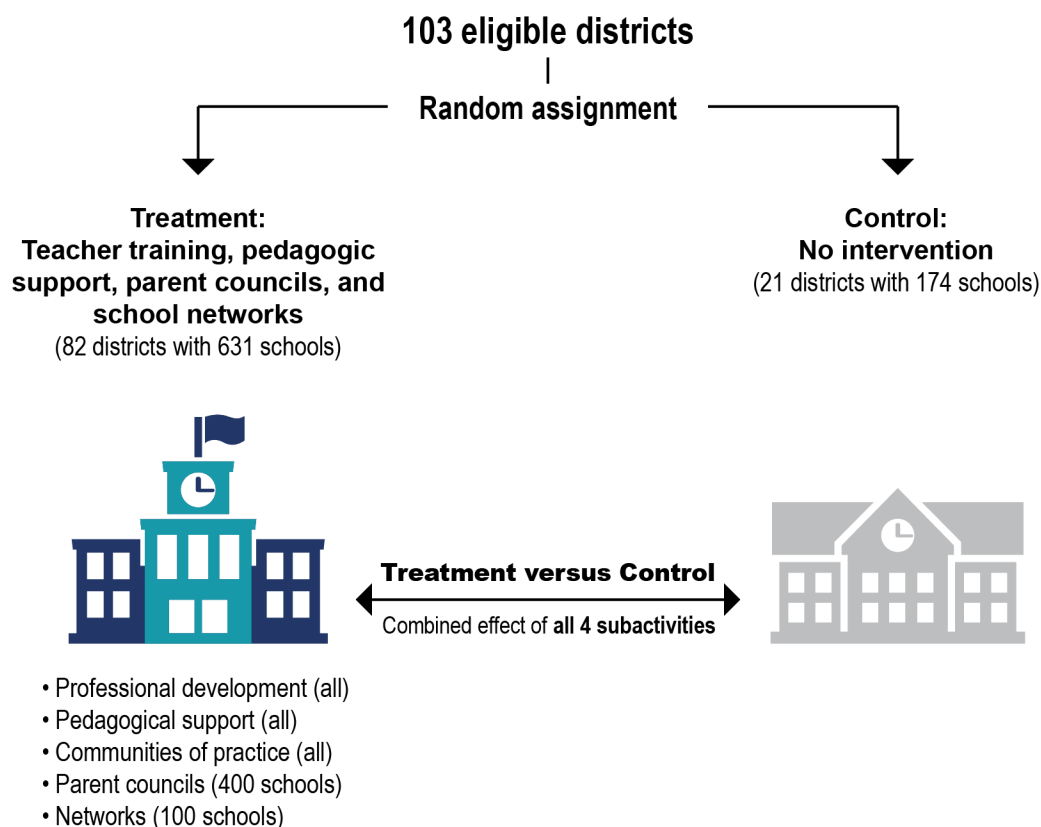 103 eligible districts
Random assignment
Treatment:
Teacher training, pedagogic
support, parent councils, and
school networks
(82 districts with 631 schools)
Control:
No intervention
(21 districts with 174 schools)
Treatment versus Control
Combined effect of all 4 subactivities
• Professional development (all)
• Pedagogical support (all)
• Communities of practice (all)
• Parent councils (400 schools)
• Networks (100 schools)